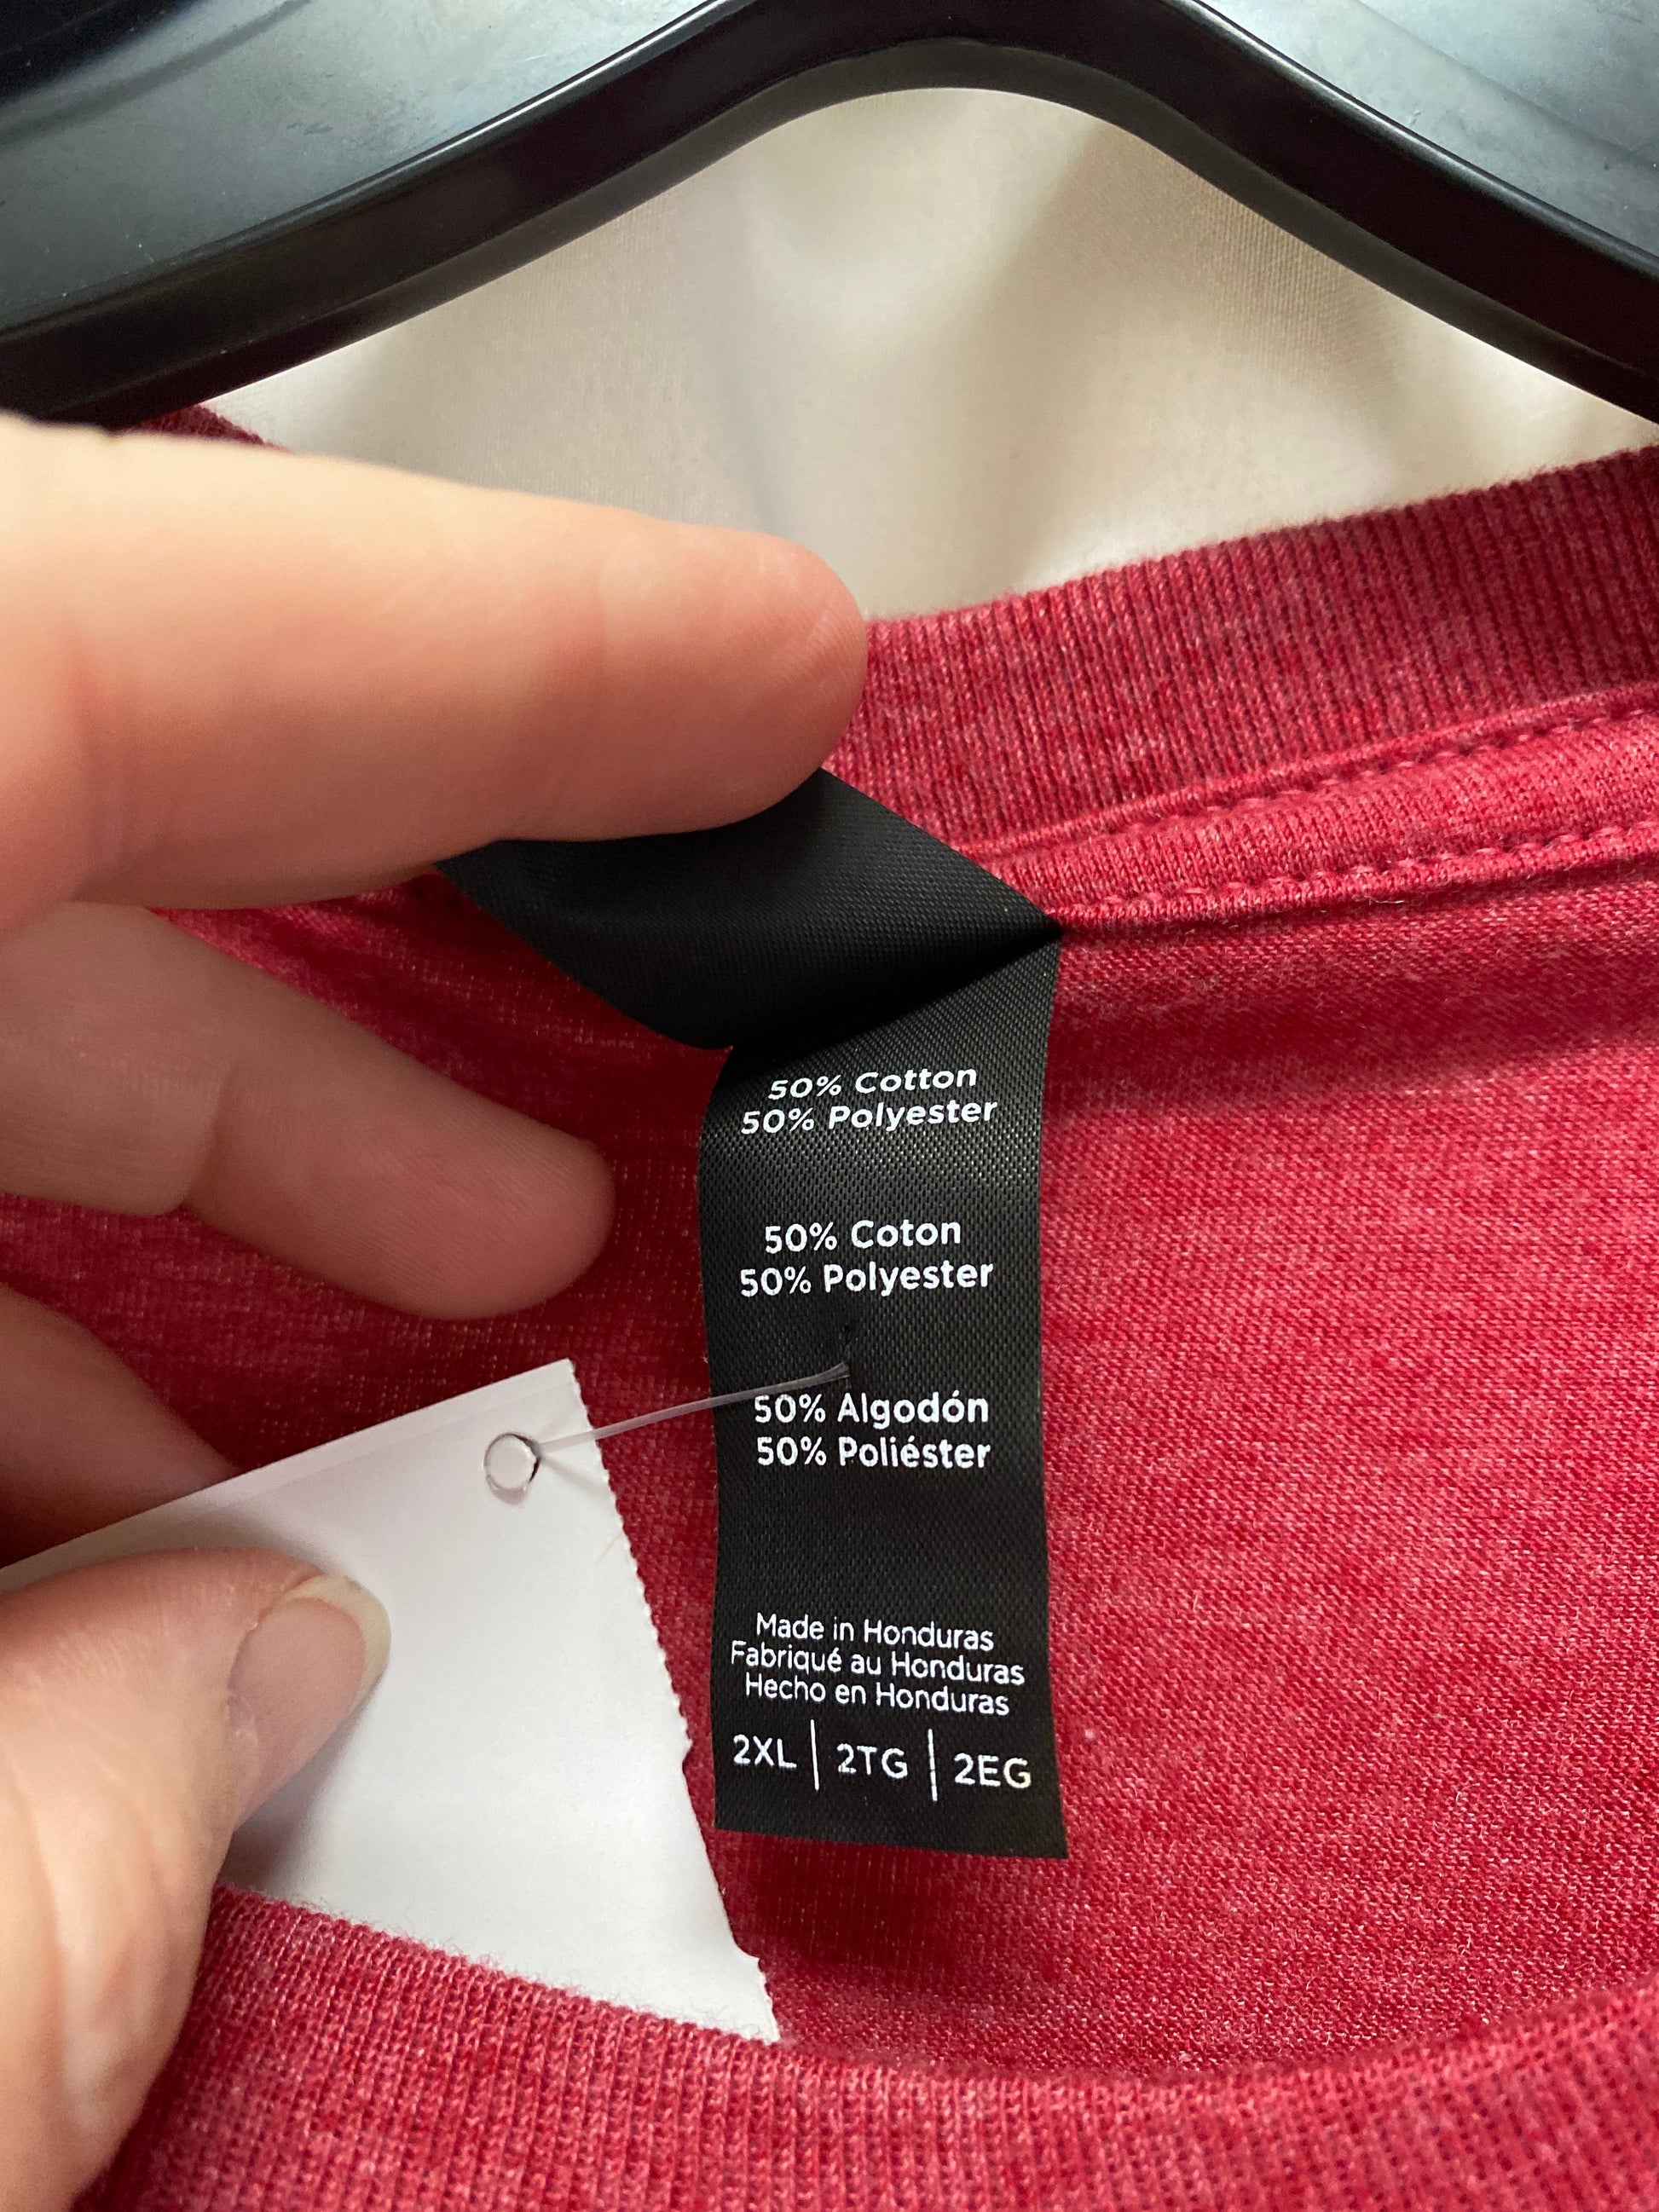 50% Cotton
50% Polyester
50% Coton
50% Polyester
50% Algodón
50% Poliéster
Made in Honduras
Fabriqué au Honduras
Hecho en Honduras
2XL | 2TG | 2EG